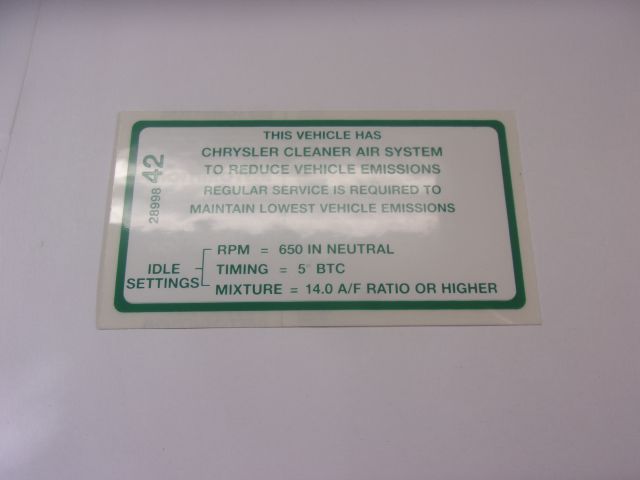 THIS VEHICLE HAS
CHRYSLER CLEANER AIR SYSTEM
TO REDUCE VEHICLE EMISSIONS
REGULAR SERVICE IS REQUIRED TO
MAINTAIN LOWEST VEHICLE EMISSIONS
2899842
IDLE SETTINGS
RPM = 650 IN NEUTRAL
TIMING = 5° BTC
MIXTURE = 14.0 A/F RATIO OR HIGHER